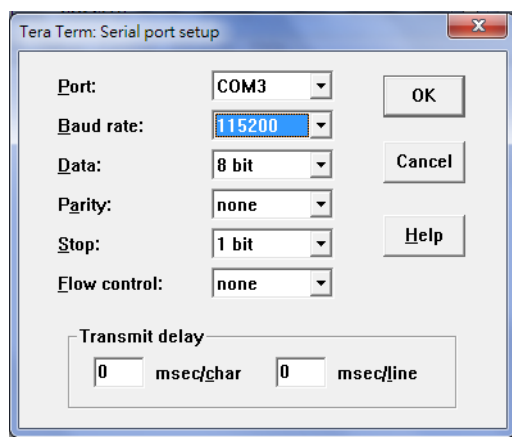 Tera Term: Serial port setup
Port: COM3 OK
Baud rate: 115200
Data: 8 bit Cancel
Parity: none
Stop: 1 bit Help
Flow control: none
Transmit delay
0 msec/char 0 msec/line